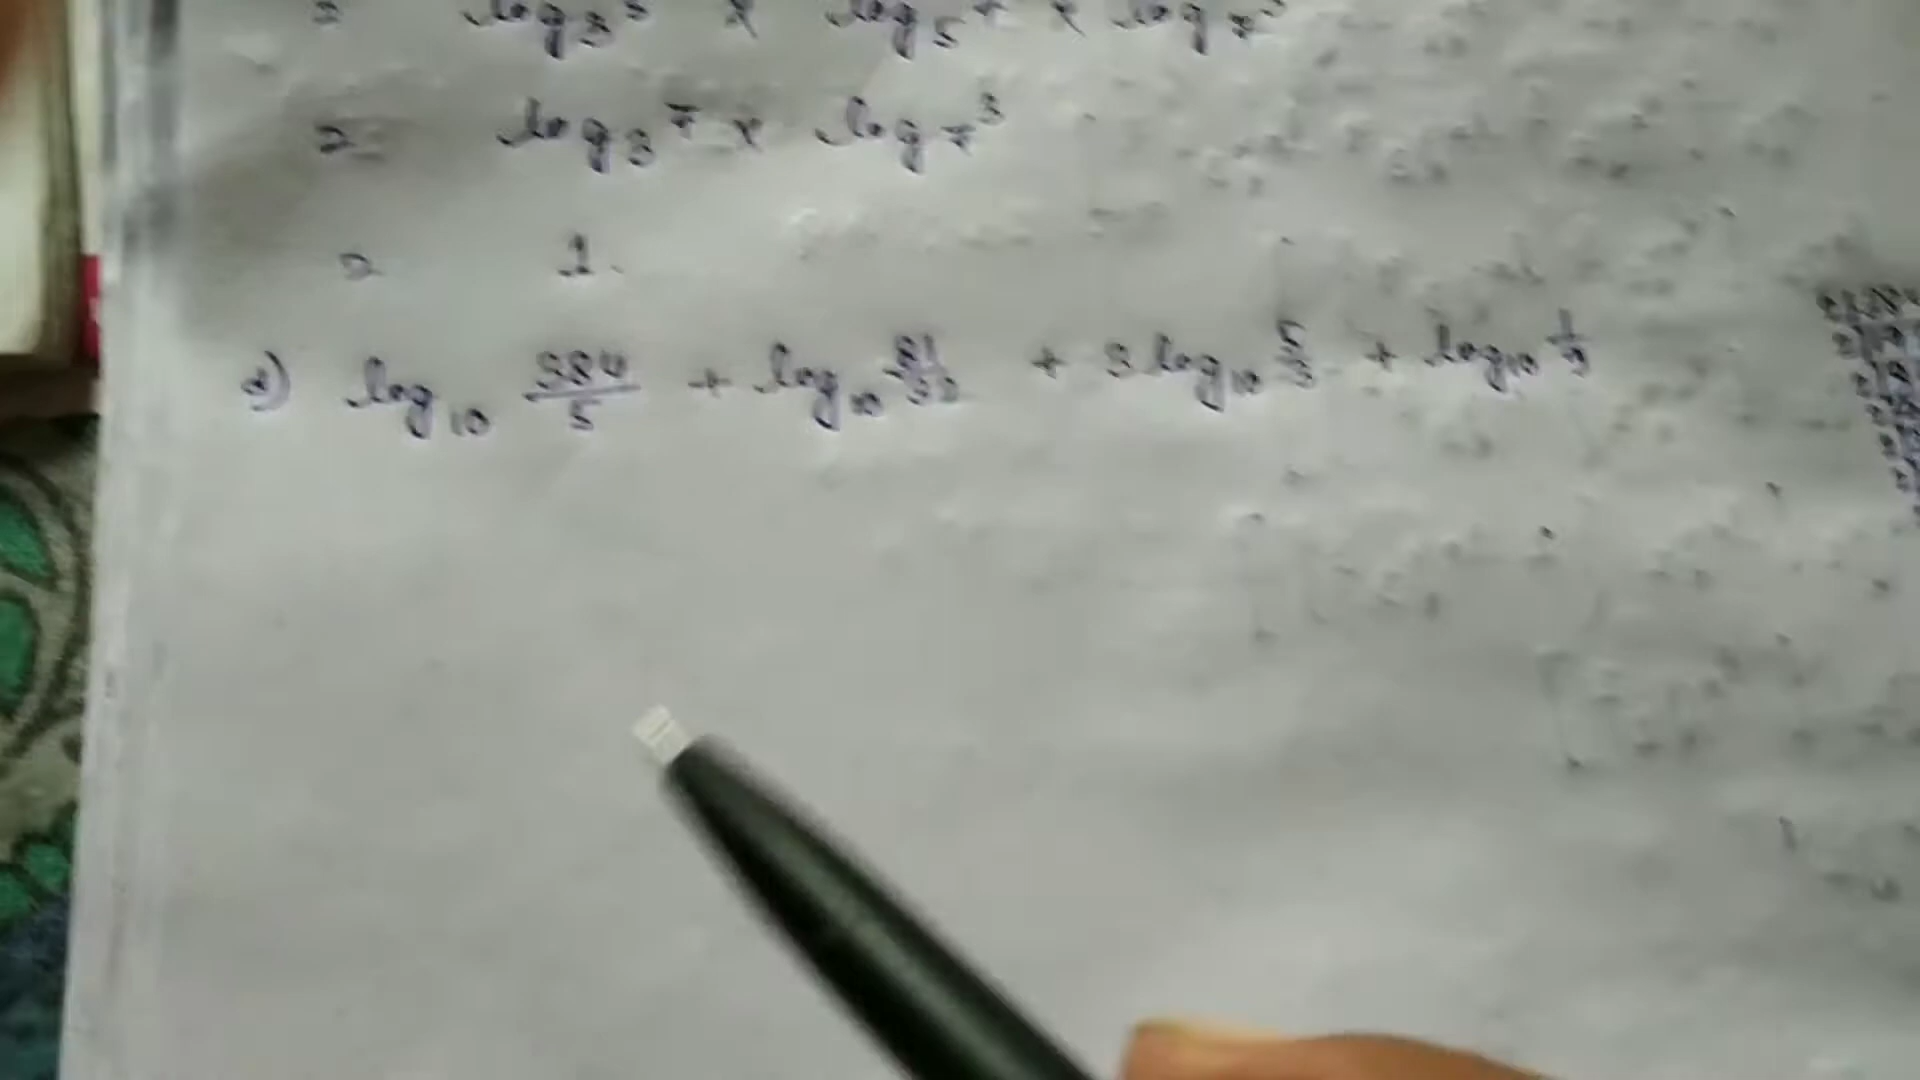 = log₃⁵ × log₅⁷ × log₇³
= log₃⁷ × log₇³
= 1.
d) log₁₀ 384/5 + log₁₀ 81/32 + 3 log₁₀ 5/3 + log₁₀ 1/9